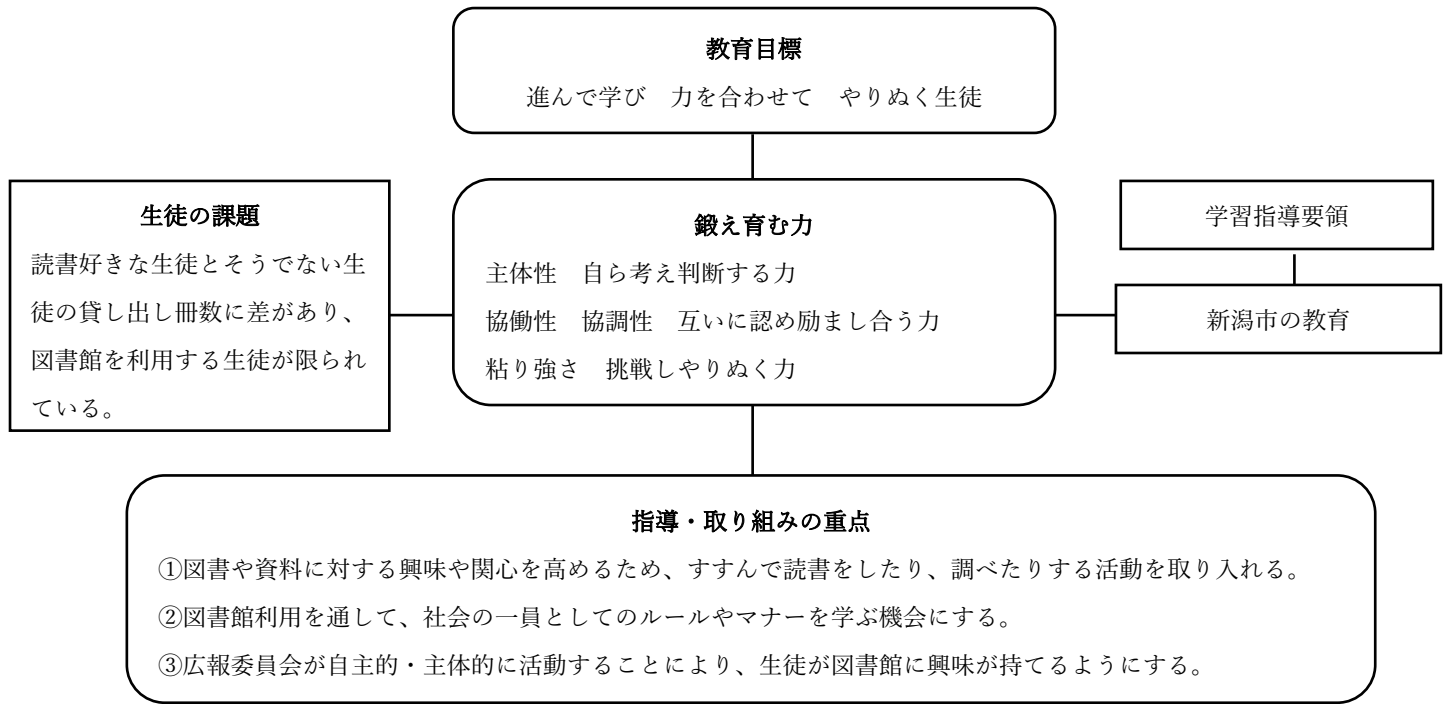 教育目標
進んで学び　力を合わせて　やりぬく生徒
生徒の課題
読書好きな生徒とそうでない生
徒の貸し出し冊数に差があり、
図書館を利用する生徒が限られ
ている。
鍛え育む力
主体性　自ら考え判断する力
協働性　協調性　互いに認め励まし合う力
粘り強さ　挑戦しやりぬく力
学習指導要領
新潟市の教育
指導・取り組みの重点
①図書や資料に対する興味や関心を高めるため、すすんで読書をしたり、調べたりする活動を取り入れる。
②図書館利用を通して、社会の一員としてのルールやマナーを学ぶ機会にする。
③広報委員会が自主的・主体的に活動することにより、生徒が図書館に興味が持てるようにする。